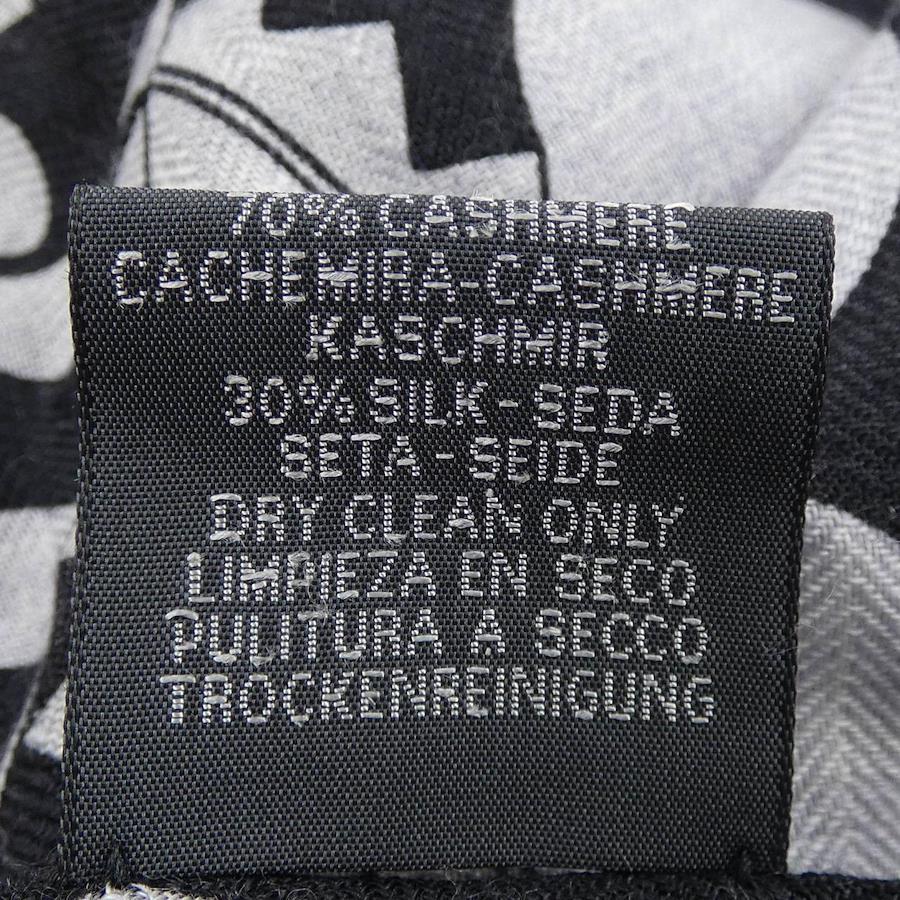 70% CASHMERE
CACHEMIRA-CASHMERE
KASCHMIR
30% SILK - SEDA
SETA - SEIDE
DRY CLEAN ONLY
LIMPIEZA EN SECO
PULITURA A SECCO
TROCKENREINIGUNG